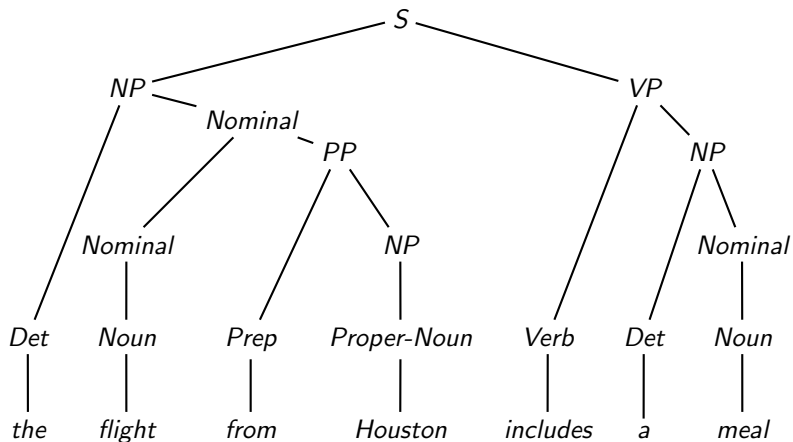 S
NP VP
Nominal
PP NP
Nominal NP Nominal
Det Noun Prep Proper-Noun Verb Det Noun
the flight from Houston includes a meal